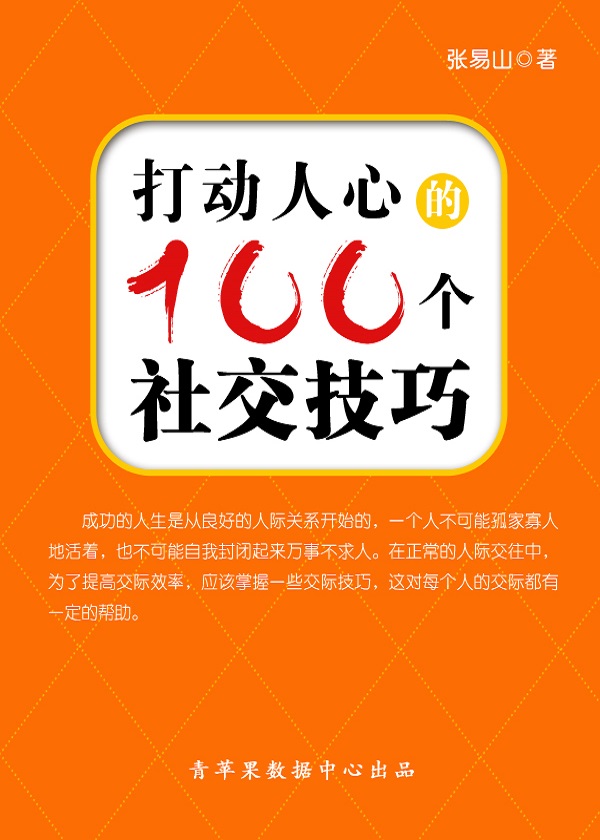 张易山◎著
打动人心的
100个
社交技巧
成功的人生是从良好的人际关系开始的，一个人不可能孤家寡人
地活着，也不可能自我封闭起来万事不求人。在正常的人际交往中，
为了提高交际效率，应该掌握一些交际技巧，这对每个人的交际都有
一定的帮助。
青苹果数据中心出品